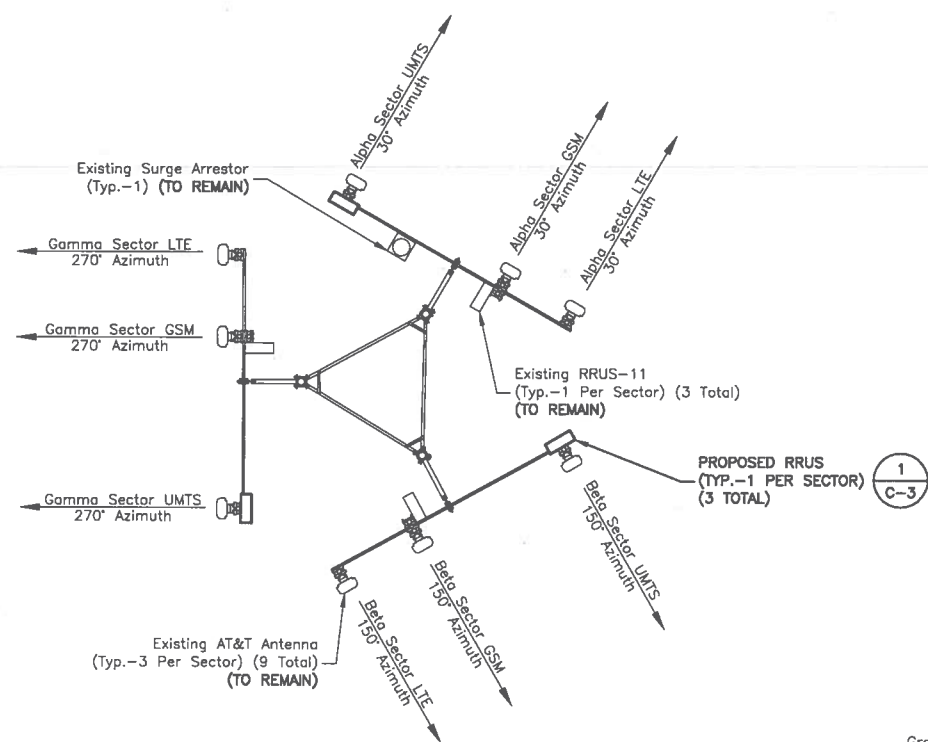 Alpha Sector UMTS
30° Azimuth
Alpha Sector GSM
30° Azimuth
Alpha Sector LTE
30° Azimuth
Existing Surge Arrestor
(Typ.-1) (TO REMAIN)
Gamma Sector LTE
270° Azimuth
Gamma Sector GSM
270° Azimuth
Gamma Sector UMTS
270° Azimuth
Existing RRUS-11
(Typ.-1 Per Sector) (3 Total)
(TO REMAIN)
PROPOSED RRUS
(TYP.-1 PER SECTOR)
(3 TOTAL)
1
C-3
Beta Sector UMTS
150° Azimuth
Beta Sector GSM
150° Azimuth
Beta Sector LTE
150° Azimuth
Existing AT&T Antenna
(Typ.-3 Per Sector) (9 Total)
(TO REMAIN)